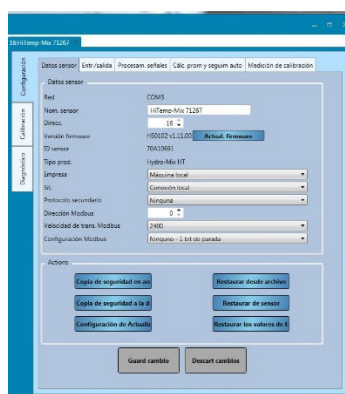 16:HiTemp-Mix 71267
Configuración
Calibración
Diagnóstico
Datos sensor Entr/salida Procesam. señales Cálc. prom y seguim auto Medición de calibración
Datos sensor
Red COM5
Nom. sensor HiTemp-Mix 71267
Direcc. 16
Versión firmware HS0102 v1.11.00 Actual. firmware
ID sensor 70A10691
Tipo prod. Hydro-Mix HT
Empresa Máquina local
Sit. Conexión local
Protocolo secundario Ninguna
Dirección Modbus 0
Velocidad de trans. Modbus 2400
Configuración Modbus Ninguno - 1 bit de parada
Actions
Copia de seguridad en arc Restaurar desde archivo
Copia de seguridad a la d Restaurar de sensor
Configuración de Actualiz Restaurar los valores de f
Guard cambio Descart cambios